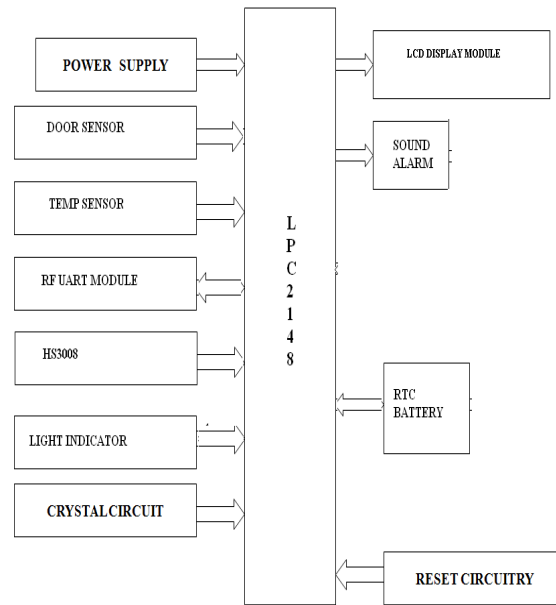 POWER SUPPLY
DOOR SENSOR
TEMP SENSOR
RF UART MODULE
HS3008
LIGHT INDICATOR
CRYSTAL CIRCUIT
L
P
C
2
1
4
8
LCD DISPLAY MODULE
SOUND
ALARM
RTC
BATTERY
RESET CIRCUITRY